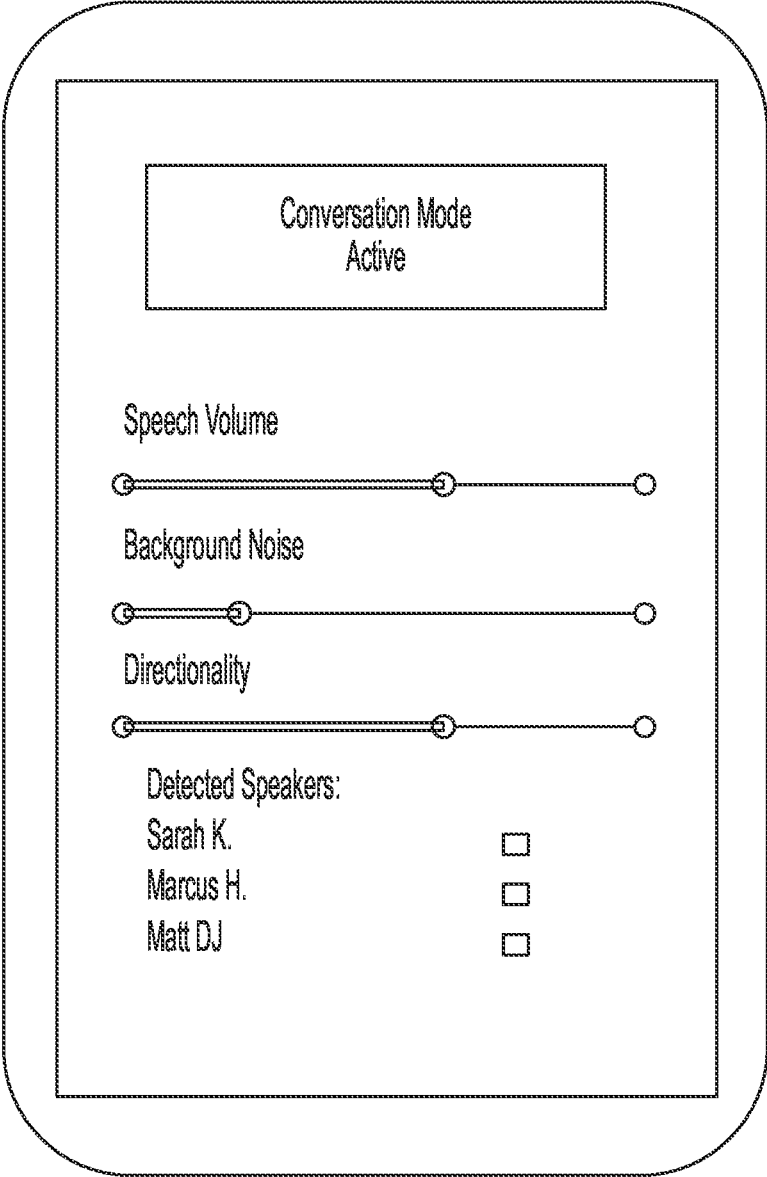 Conversation Mode
Active
Speech Volume
Background Noise
Directionality
Detected Speakers:
Sarah K.
Marcus H.
Matt DJ